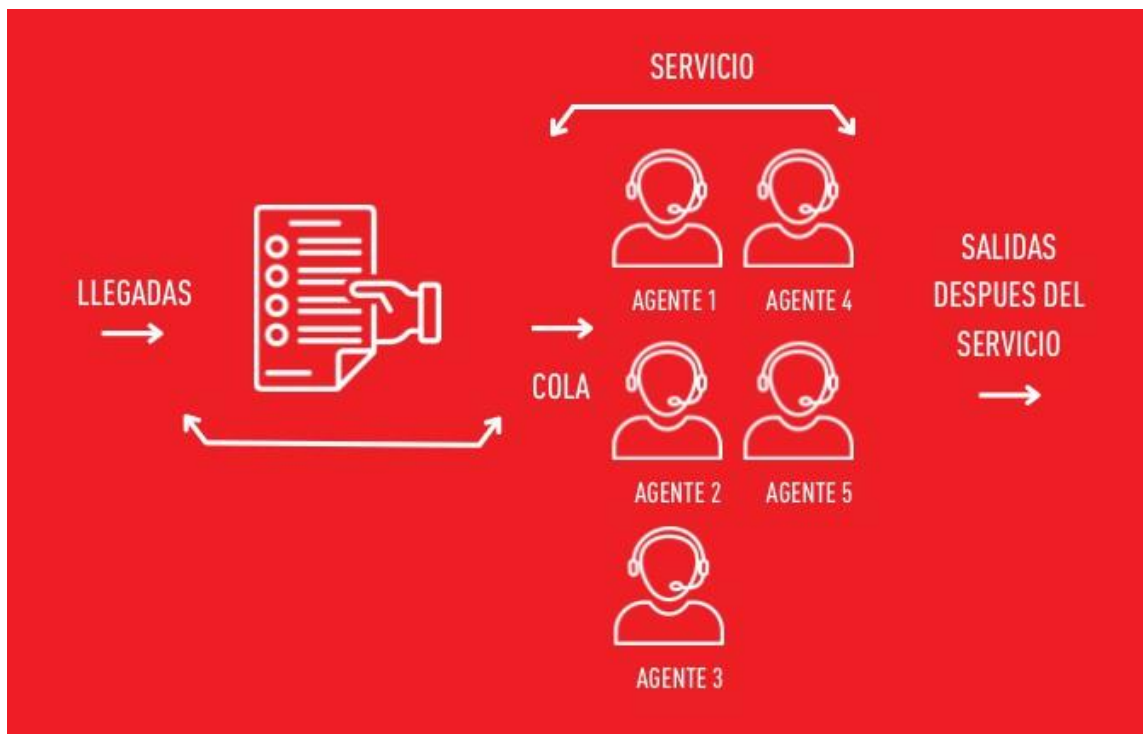 SERVICIO
LLEGADAS
COLA
AGENTE 1
AGENTE 4
AGENTE 2
AGENTE 5
AGENTE 3
SALIDAS
DESPUES DEL
SERVICIO